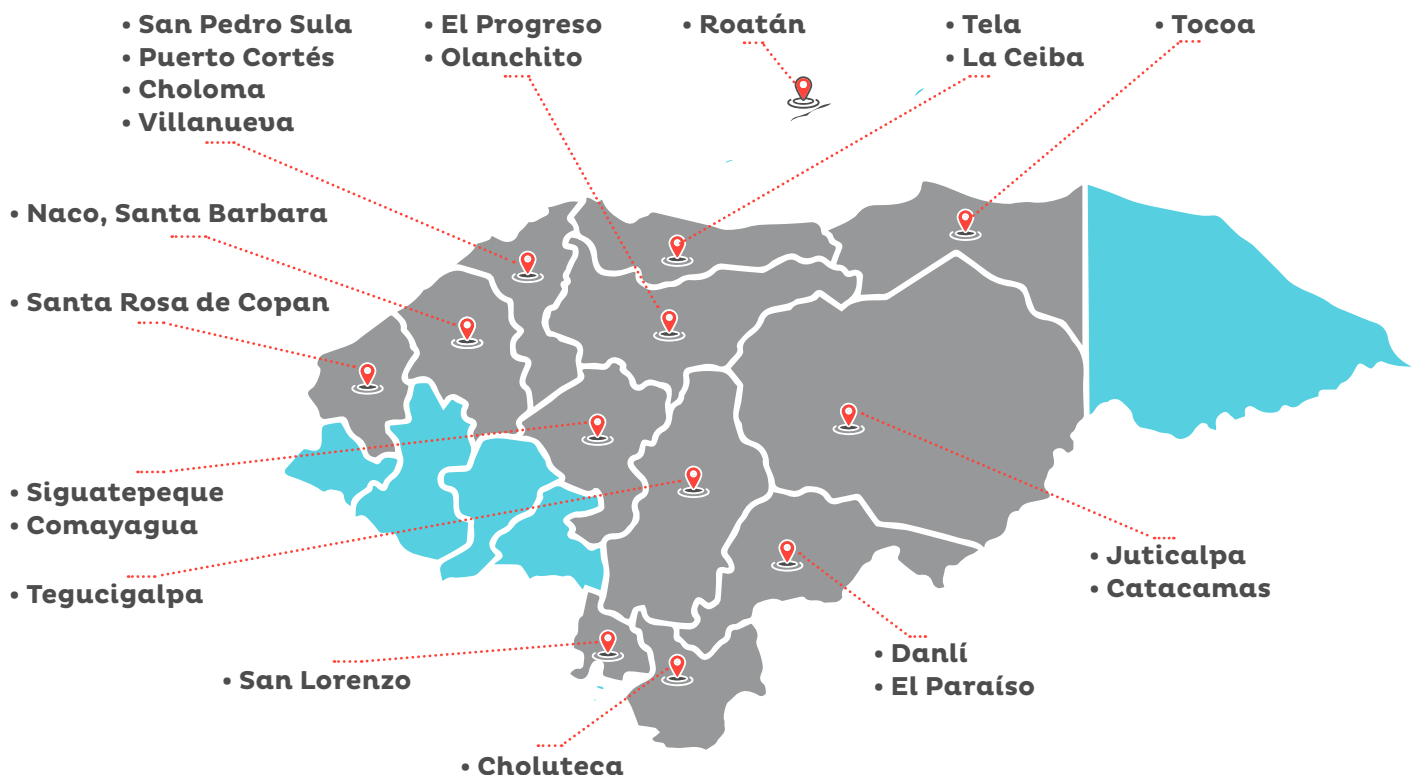 • San Pedro Sula
• Puerto Cortés
• Choloma
• Villanueva
• El Progreso
• Olanchito
• Roatán
• Tela
• La Ceiba
• Tocoa
• Naco, Santa Barbara
• Santa Rosa de Copan
• Siguatepeque
• Comayagua
• Tegucigalpa
• San Lorenzo
• Choluteca
• Danlí
• El Paraíso
• Juticalpa
• Catacamas